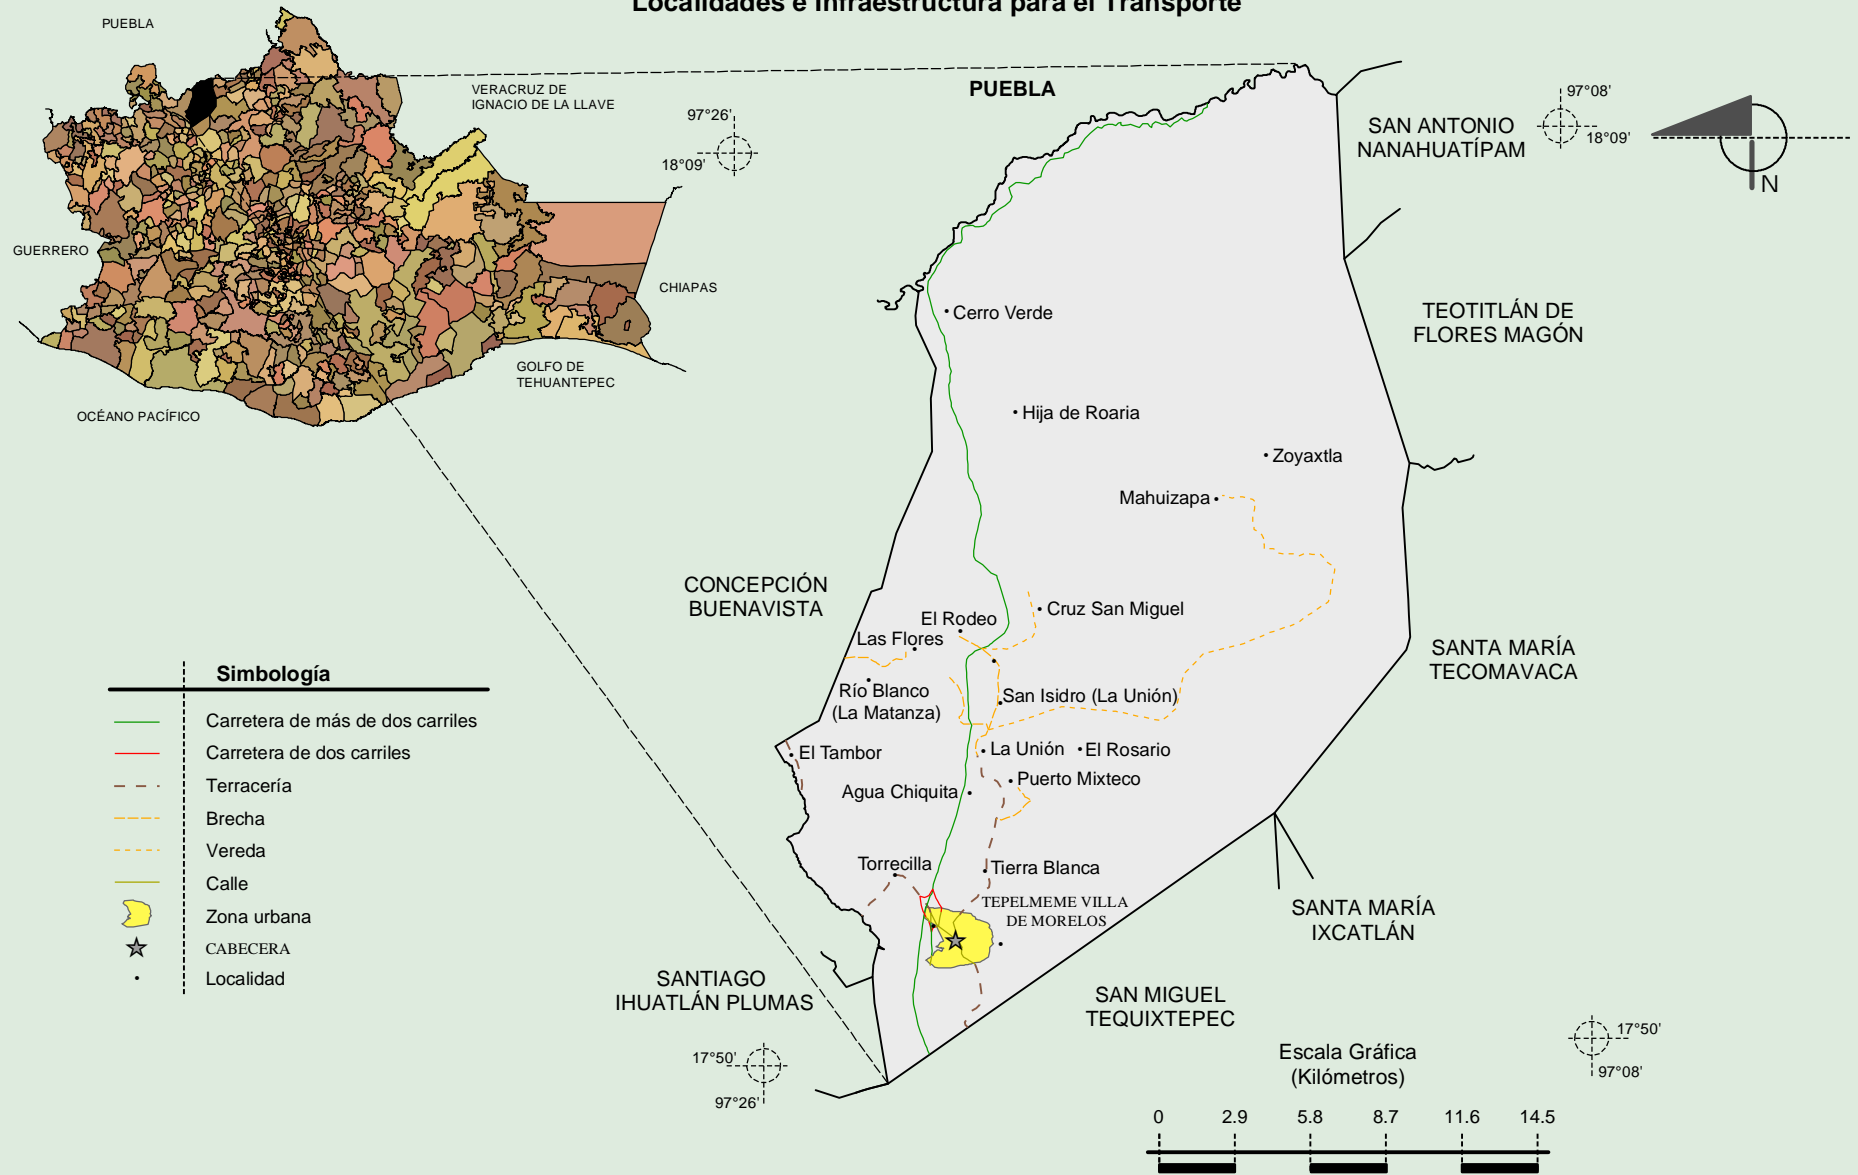 Localidades e Infraestructura para el Transporte
PUEBLA
VERACRUZ DE
IGNACIO DE LA LLAVE
GUERRERO
CHIAPAS
GOLFO DE
TEHUANTEPEC
OCÉANO PACÍFICO
97°26'
18°09'
PUEBLA
97°08'
18°09'
N
SAN ANTONIO
NANAHUATÍPAM
TEOTITLÁN DE
FLORES MAGÓN
Cerro Verde
Hija de Roaria
Zoyaxtla
Mahuizapa
CONCEPCIÓN
BUENAVISTA
Cruz San Miguel
El Rodeo
Las Flores
SANTA MARÍA
TECOMAVACA
Río Blanco
(La Matanza)
San Isidro (La Unión)
El Tambor
La Unión
El Rosario
Puerto Mixteco
Agua Chiquita
Torrecilla
Tierra Blanca
TEPELMEME VILLA
DE MORELOS
SANTA MARÍA
IXCATLÁN
SANTIAGO
IHUATLÁN PLUMAS
SAN MIGUEL
TEQUIXTEPEC
Simbología
Carretera de más de dos carriles
Carretera de dos carriles
Terracería
Brecha
Vereda
Calle
Zona urbana
CABECERA
Localidad
17°50'
97°26'
17°50'
97°08'
Escala Gráfica
(Kilómetros)
0 2.9 5.8 8.7 11.6 14.5